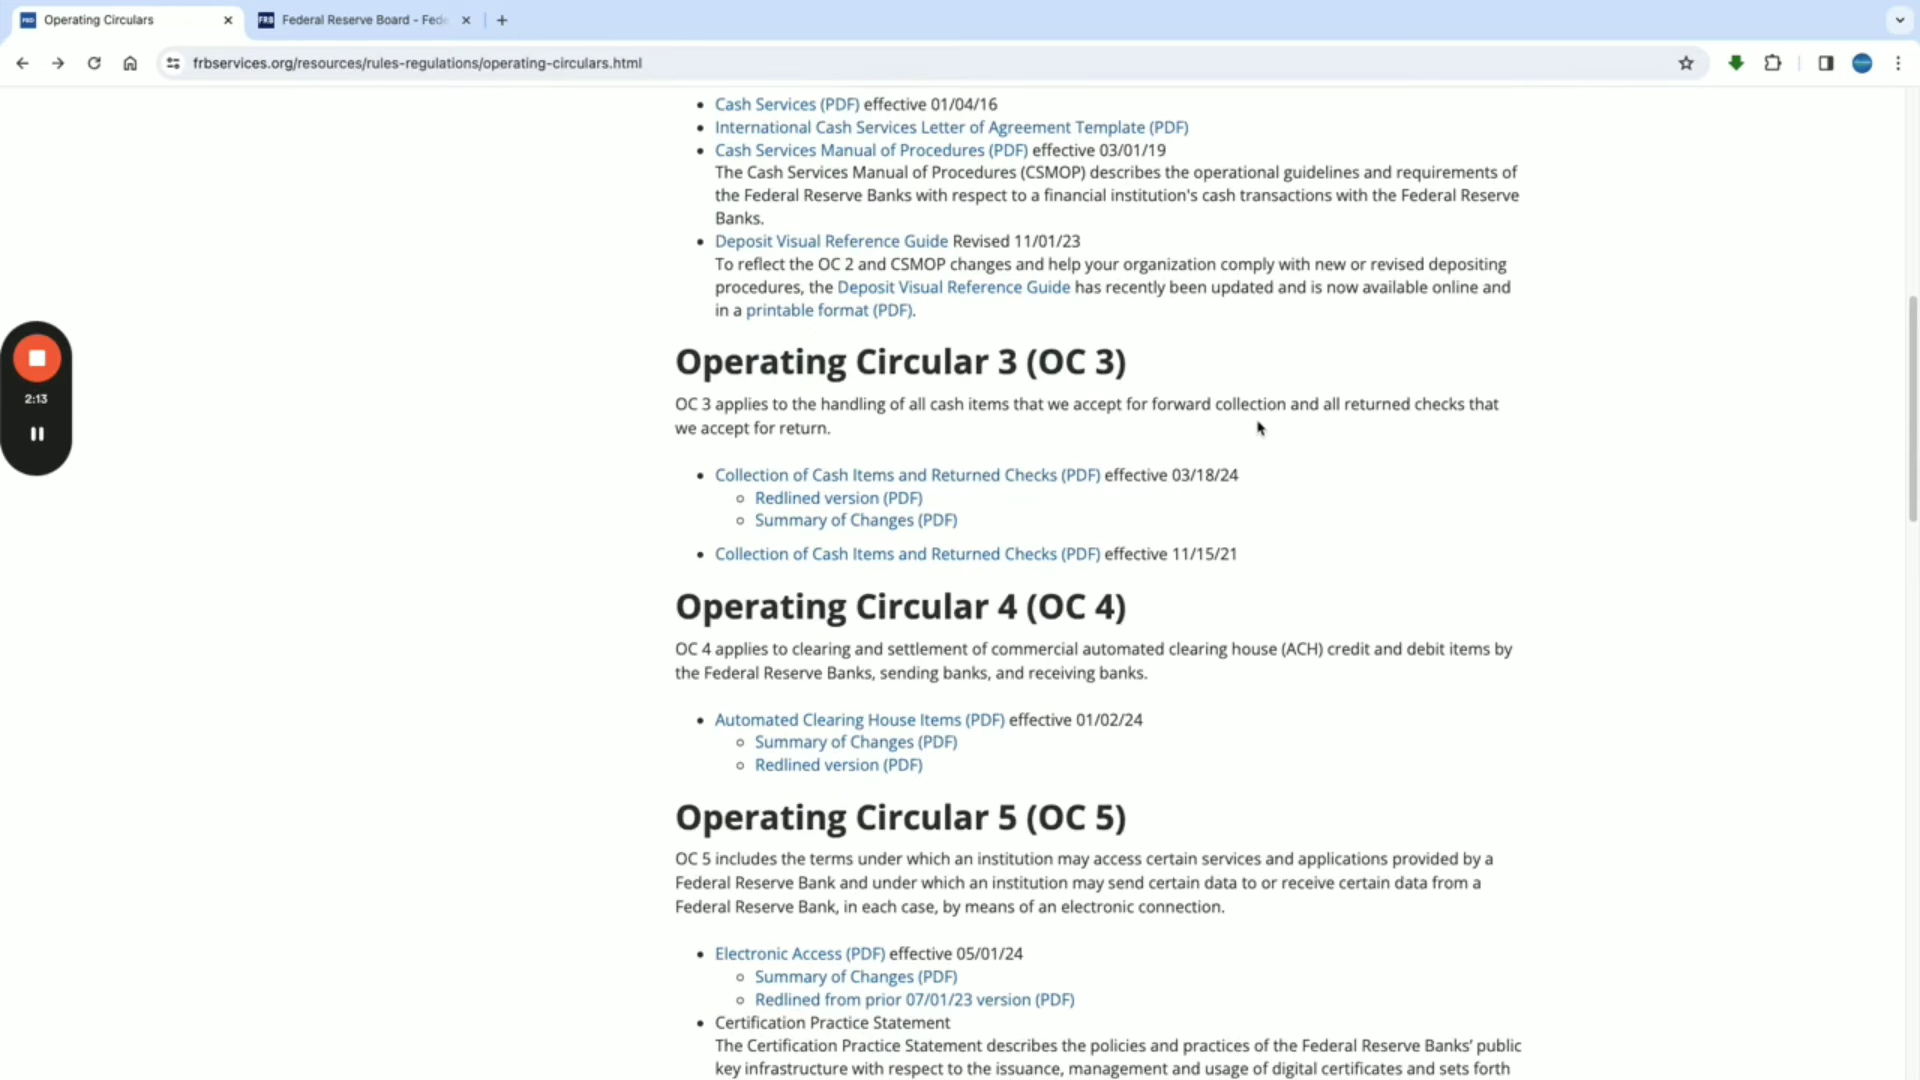 Operating Circulars
FRB Federal Reserve Board - Fede
frbservices.org/resources/rules-regulations/operating-circulars.html
Cash Services (PDF) effective 01/04/16
International Cash Services Letter of Agreement Template (PDF)
Cash Services Manual of Procedures (PDF) effective 03/01/19
The Cash Services Manual of Procedures (CSMOP) describes the operational guidelines and requirements of
the Federal Reserve Banks with respect to a financial institution's cash transactions with the Federal Reserve
Banks.
Deposit Visual Reference Guide Revised 11/01/23
To reflect the OC 2 and CSMOP changes and help your organization comply with new or revised depositing
procedures, the Deposit Visual Reference Guide has recently been updated and is now available online and
in a printable format (PDF).
Operating Circular 3 (OC 3)
OC 3 applies to the handling of all cash items that we accept for forward collection and all returned checks that
we accept for return.
2:13
Collection of Cash Items and Returned Checks (PDF) effective 03/18/24
Redlined version (PDF)
Summary of Changes (PDF)
Collection of Cash Items and Returned Checks (PDF) effective 11/15/21
Operating Circular 4 (OC 4)
OC 4 applies to clearing and settlement of commercial automated clearing house (ACH) credit and debit items by
the Federal Reserve Banks, sending banks, and receiving banks.
Automated Clearing House Items (PDF) effective 01/02/24
Summary of Changes (PDF)
Redlined version (PDF)
Operating Circular 5 (OC 5)
OC 5 includes the terms under which an institution may access certain services and applications provided by a
Federal Reserve Bank and under which an institution may send certain data to or receive certain data from a
Federal Reserve Bank, in each case, by means of an electronic connection.
Electronic Access (PDF) effective 05/01/24
Summary of Changes (PDF)
Redlined from prior 07/01/23 version (PDF)
Certification Practice Statement
The Certification Practice Statement describes the policies and practices of the Federal Reserve Banks' public
key infrastructure with respect to the issuance, management and usage of digital certificates and sets forth